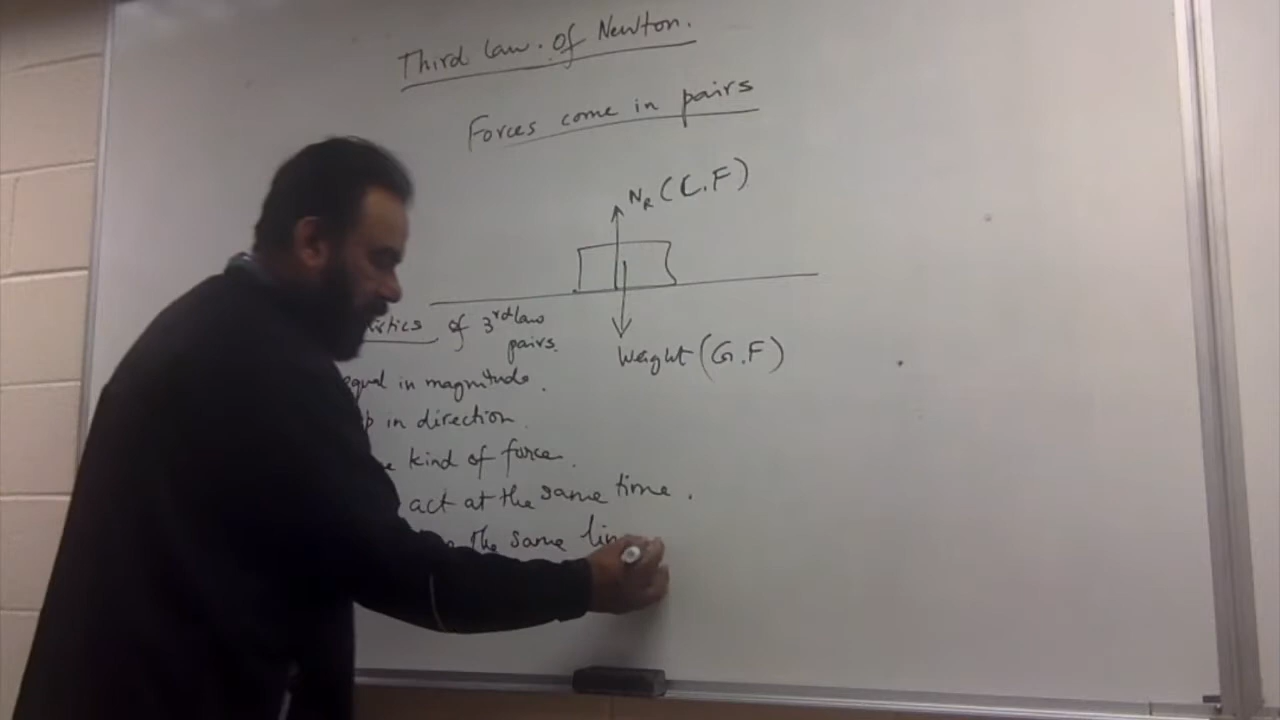 Third Law. of Newton.
Forces come in pairs
NR (C.F)
of 3rd law
pairs.
Weight (G.F)
equal in magnitude.
in direction.
kind of force.
act at the same time.
the same